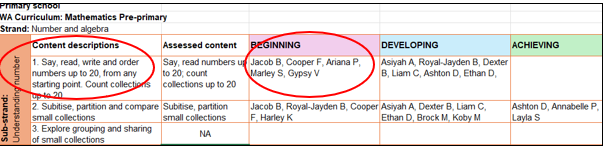 Primary school
WA Curriculum: Mathematics Pre-primary
Strand: Number and algebra
Content descriptions
Assessed content
BEGINNING
DEVELOPING
ACHIEVING
Sub-strand:
Understanding number
1. Say, read, write and order
numbers up to 20, from any
starting point. Count collections
up to 20
Say, read numbers up
to 20; count
collections up to 20
Jacob B, Cooper F, Ariana P,
Marley S, Gypsy V
Asiyah A, Royal-Jayden B, Dexter
B, Liam C, Ashton D, Ethan D,
2. Subitise, partition and compare
small collections
Subitise, partition
small collections
Jacob B, Royal-Jayden B, Cooper
F, Harley K
Asiyah A, Dexter B, Liam C,
Ethan D, Brock M, Koby M
Ashton D, Annabelle P,
Layla S
3. Explore grouping and sharing
of small collections
NA